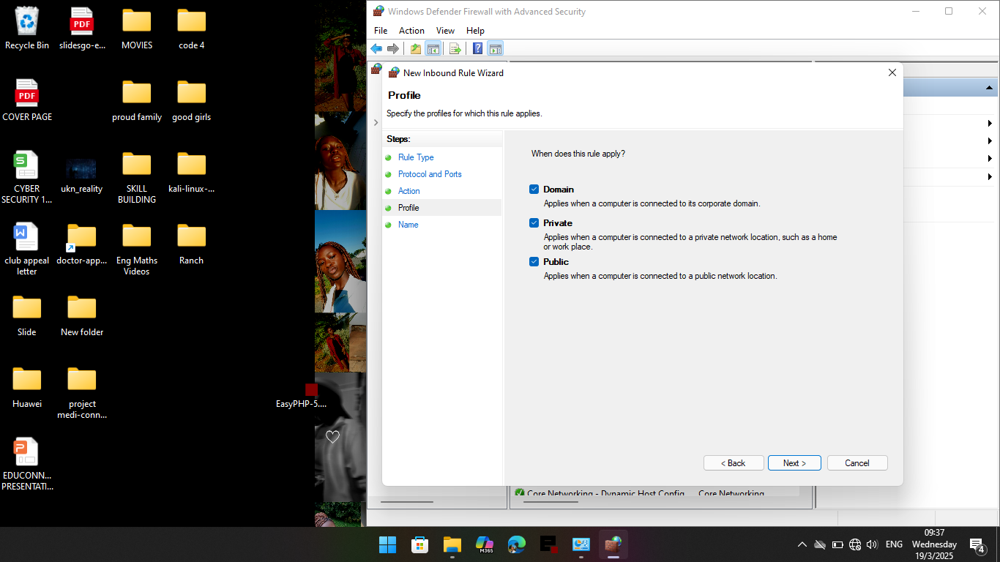 Recycle Bin
slidesgo-e...
MOVIES
code 4
COVER PAGE
proud family
good girls
CYBER
SECURITY 1...
ukn_reality
SKILL
BUILDING
kali-linux-...
club appeal
letter
doctor-app...
Eng Maths
Videos
Ranch
Slide
New folder
Huawei
project
medi-conn...
EasyPHP-5....
EDUCONN...
PRESENTATI...
PDF
PDF
S
W
P
Windows Defender Firewall with Advanced Security
File Action View Help
New Inbound Rule Wizard
Profile
Specify the profiles for which this rule applies.
Steps:
Rule Type
Protocol and Ports
Action
Profile
Name
When does this rule apply?
Domain
Applies when a computer is connected to its corporate domain.
Private
Applies when a computer is connected to a private network location, such as a home
or work place.
Public
Applies when a computer is connected to a public network location.
< Back
Next >
Cancel
Core Networking - Dynamic Host Config... Core Networking
M365
ENG
09:37
Wednesday
19/3/2025
4